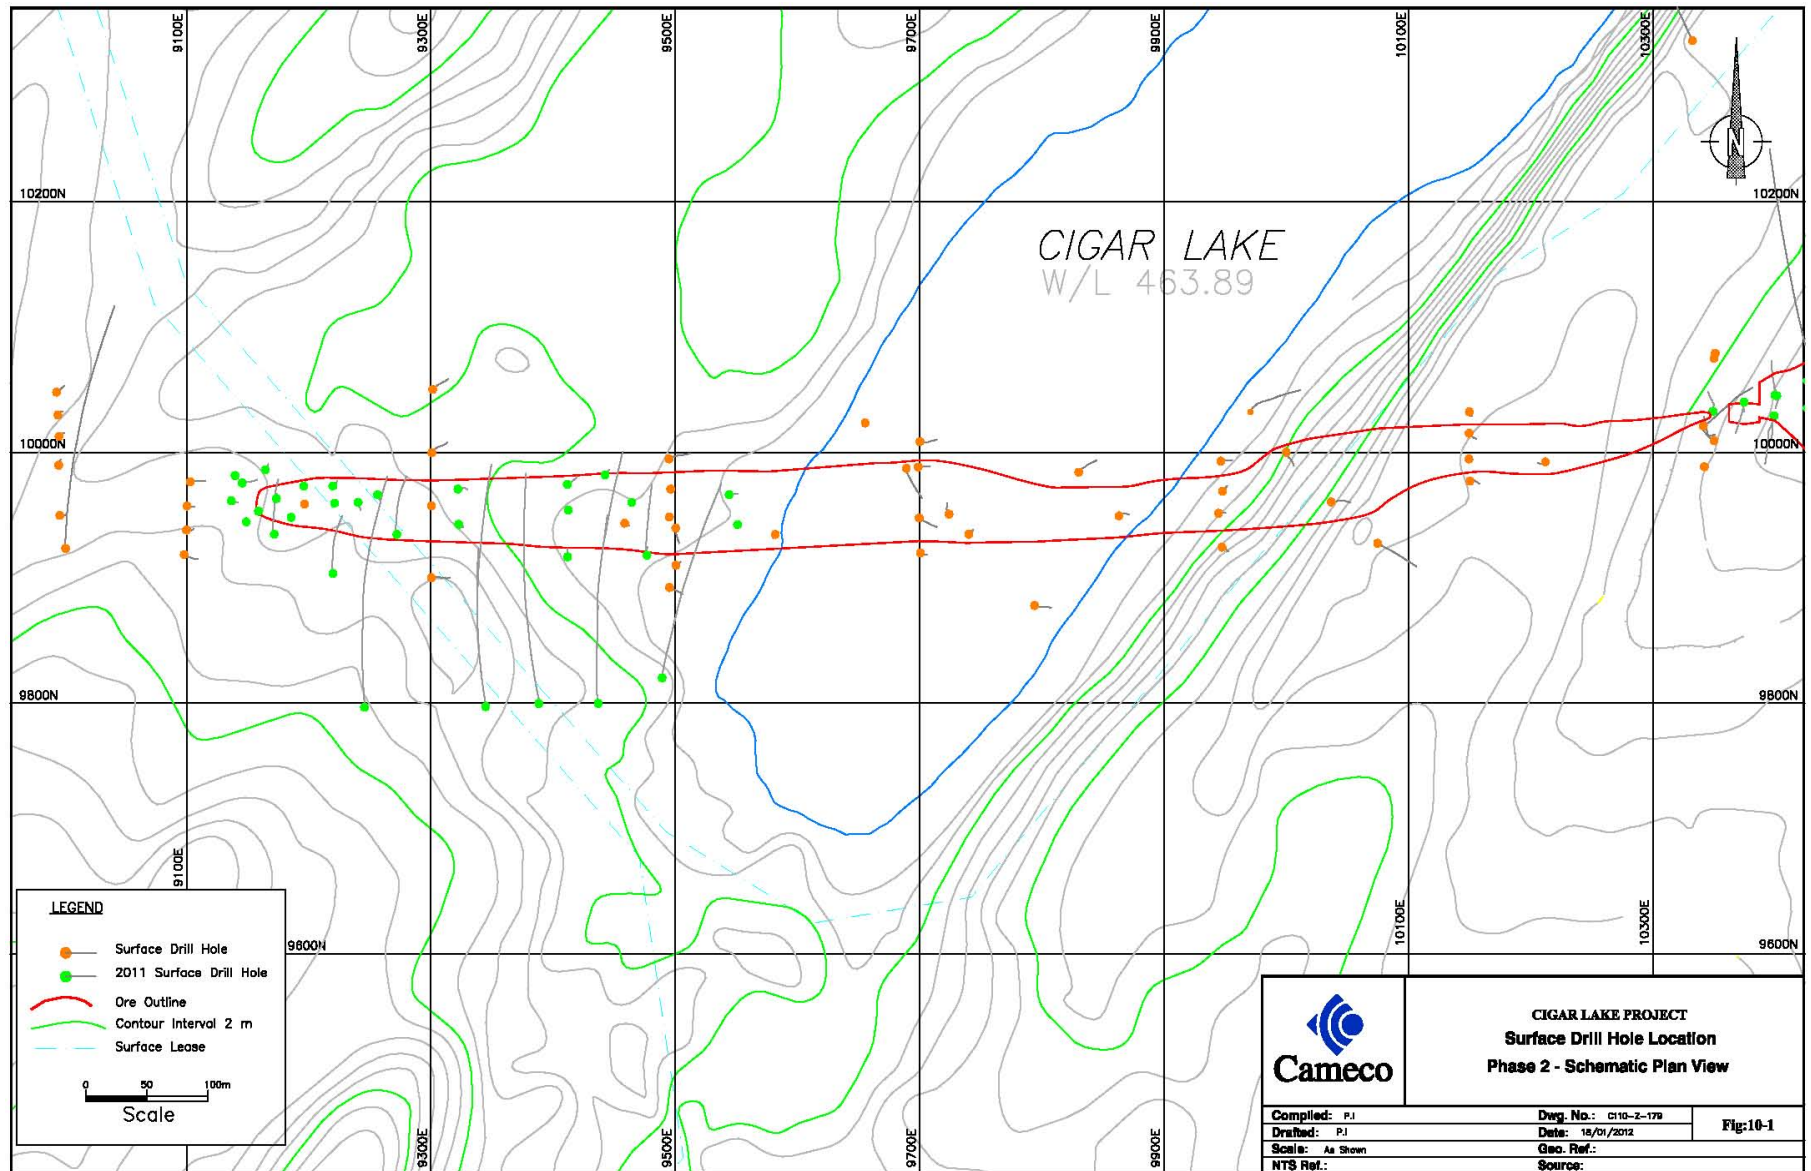 9100E
9300E
9500E
9700E
9900E
10100E
10300E
N
10200N
10200N
CIGAR LAKE
W/L 463.89
10000N
10000N
9800N
9800N
9100E
10100E
10300E
LEGEND
Surface Drill Hole
2011 Surface Drill Hole
Ore Outline
Contour Interval 2 m
Surface Lease
0 50 100m
Scale
9600N
9600N
9300E
9500E
9700E
9900E
Cameco
CIGAR LAKE PROJECT
Surface Drill Hole Location
Phase 2 - Schematic Plan View
Compiled: P.I
Dwg. No.: C110-Z-179
Fig:10-1
Drafted: P.I
Date: 18/01/2012
Scale: As Shown
Geo. Ref.:
NTS Ref.:
Source: